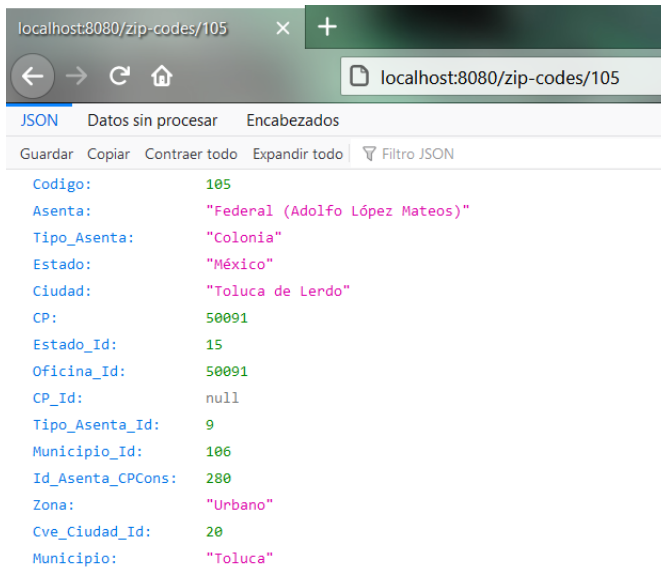 localhost:8080/zip-codes/105
localhost:8080/zip-codes/105
JSON Datos sin procesar Encabezados
Guardar Copiar Contraer todo Expandir todo Filtro JSON
Codigo: 105
Asenta: "Federal (Adolfo López Mateos)"
Tipo_Asenta: "Colonia"
Estado: "México"
Ciudad: "Toluca de Lerdo"
CP: 50091
Estado_Id: 15
Oficina_Id: 50091
CP_Id: null
Tipo_Asenta_Id: 9
Municipio_Id: 106
Id_Asenta_CPCons: 280
Zona: "Urbano"
Cve_Ciudad_Id: 20
Municipio: "Toluca"